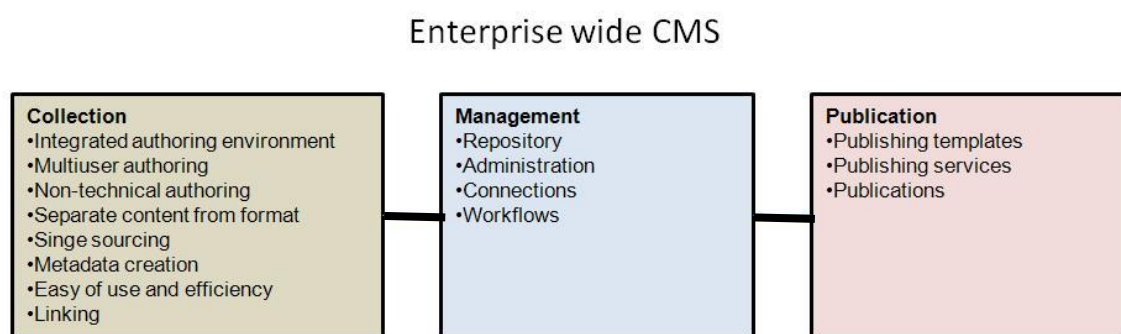 Enterprise wide CMS
Collection
•Integrated authoring environment
•Multiuser authoring
•Non-technical authoring
•Separate content from format
•Singe sourcing
•Metadata creation
•Easy of use and efficiency
•Linking
Management
•Repository
•Administration
•Connections
•Workflows
Publication
•Publishing templates
•Publishing services
•Publications